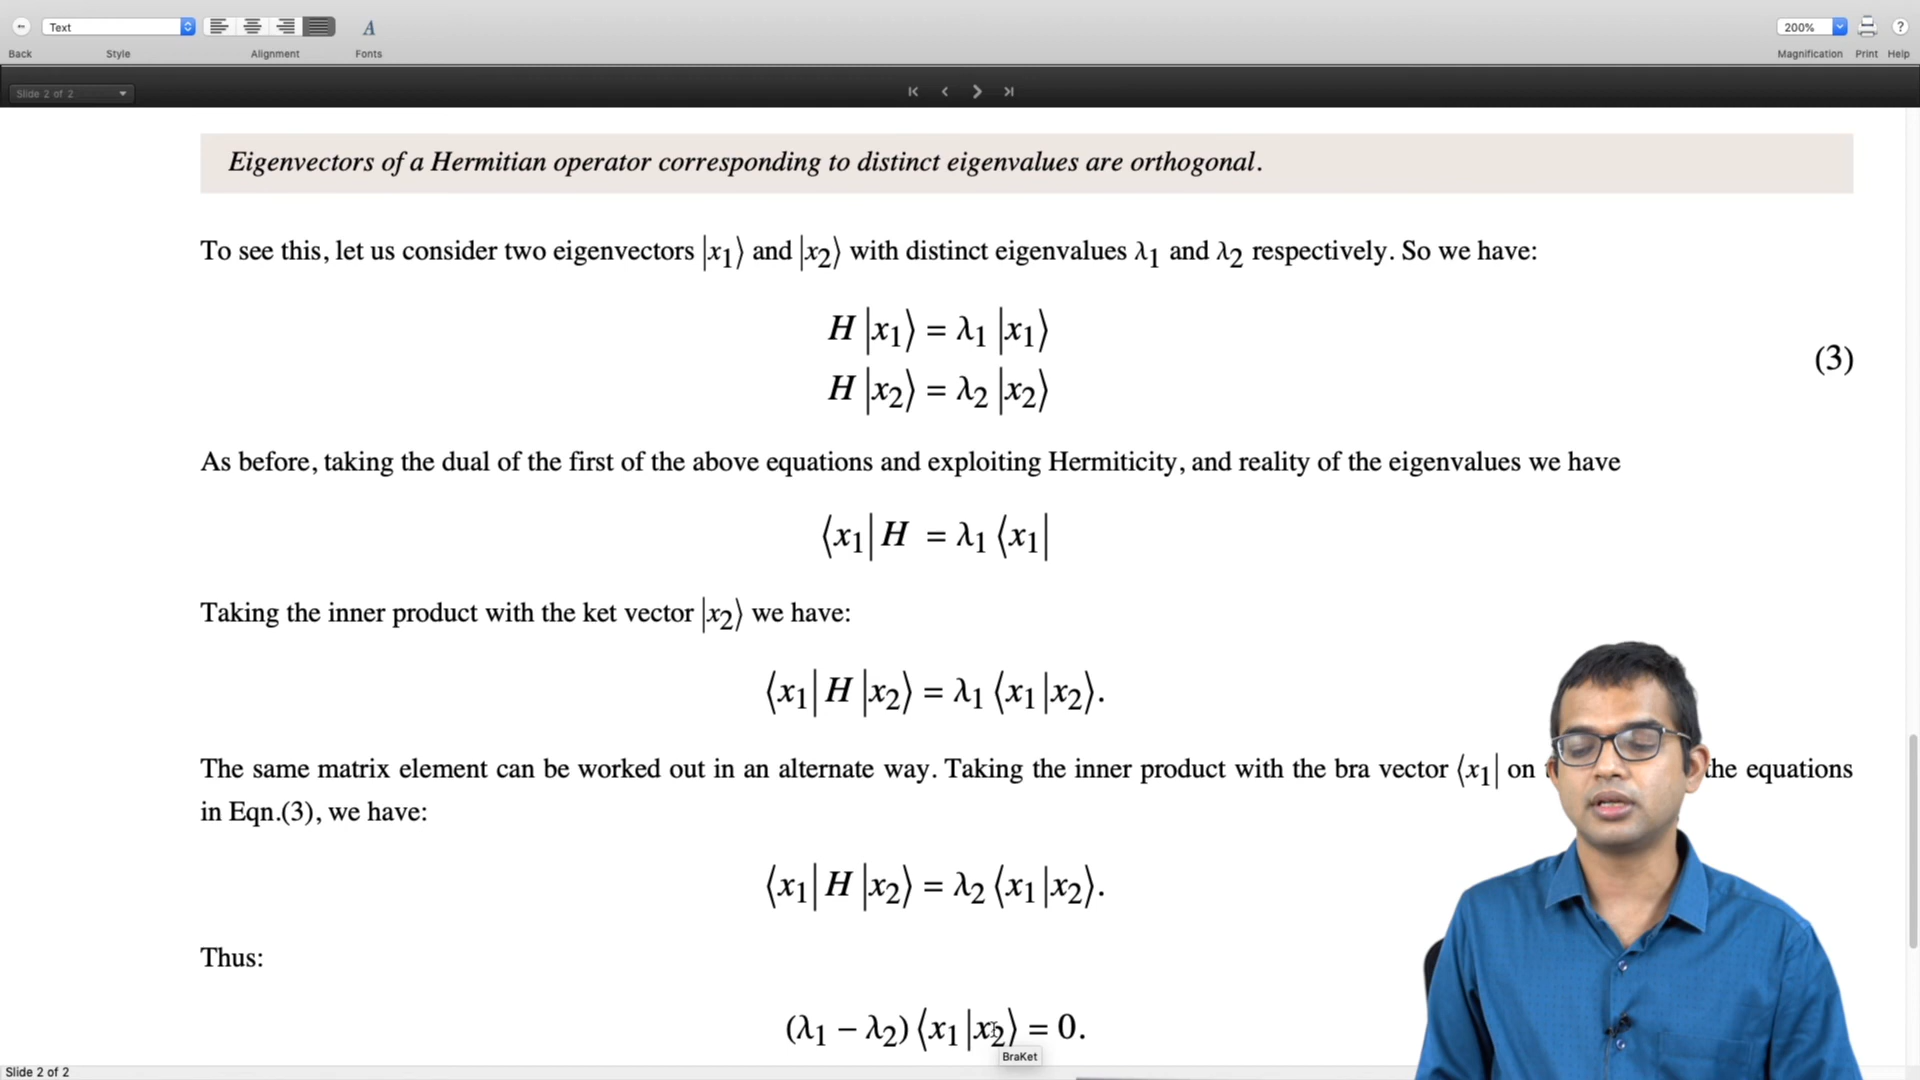 Text
200%
Back Style Alignment Fonts Magnification Print Help
Slide 2 of 2
Eigenvectors of a Hermitian operator corresponding to distinct eigenvalues are orthogonal.
To see this, let us consider two eigenvectors |x₁⟩ and |x₂⟩ with distinct eigenvalues λ₁ and λ₂ respectively. So we have:
H |x₁⟩ = λ₁ |x₁⟩
(3)
H |x₂⟩ = λ₂ |x₂⟩
As before, taking the dual of the first of the above equations and exploiting Hermiticity, and reality of the eigenvalues we have
⟨x₁| H = λ₁ ⟨x₁|
Taking the inner product with the ket vector |x₂⟩ we have:
⟨x₁| H |x₂⟩ = λ₁ ⟨x₁|x₂⟩.
The same matrix element can be worked out in an alternate way. Taking the inner product with the bra vector ⟨x₁| on the equations
in Eqn.(3), we have:
⟨x₁| H |x₂⟩ = λ₂ ⟨x₁|x₂⟩.
Thus:
(λ₁ − λ₂) ⟨x₁|x₂⟩ = 0.
BraKet
Slide 2 of 2